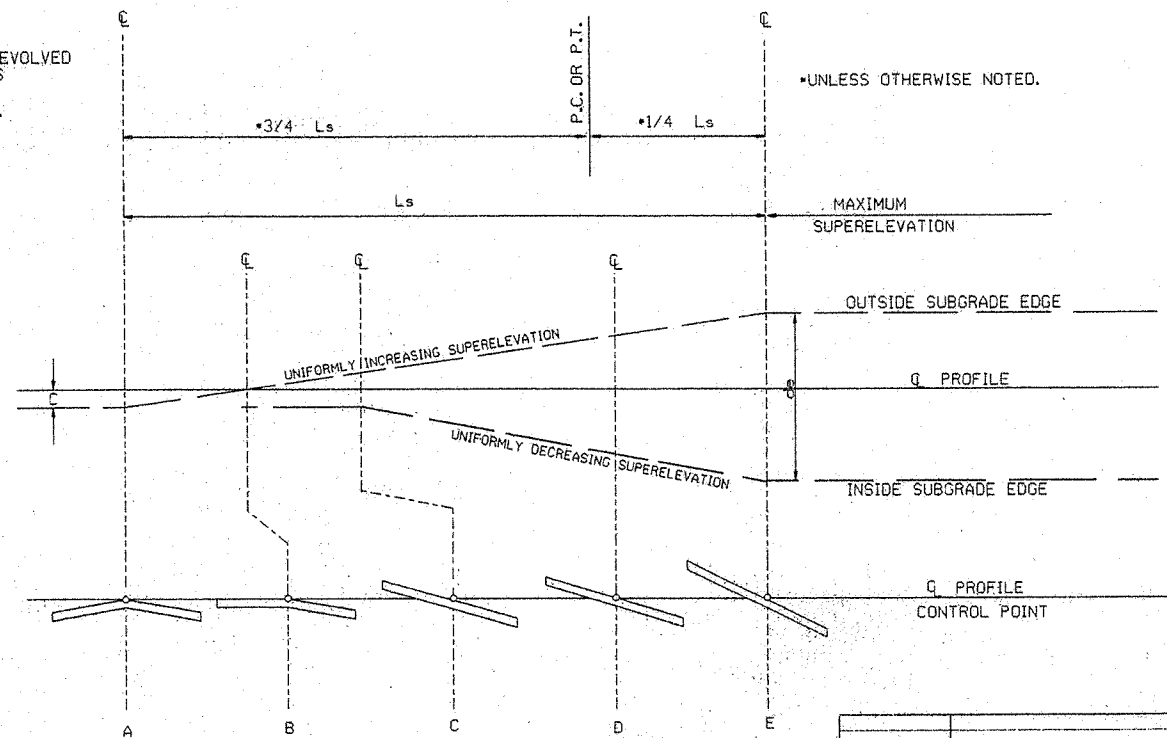 ℄
℄
EVOLVED
S
.
P.C. OR P.T.
*UNLESS OTHERWISE NOTED.
*3/4 Ls
*1/4 Ls
Ls
MAXIMUM
SUPERELEVATION
℄
℄
℄
OUTSIDE SUBGRADE EDGE
UNIFORMLY INCREASING SUPERELEVATION
℄ PROFILE
C
UNIFORMLY DECREASING SUPERELEVATION
INSIDE SUBGRADE EDGE
℄ PROFILE
CONTROL POINT
A
B
C
D
E